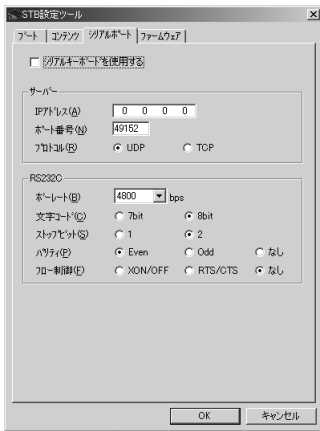 STB設定ツール
ﾌﾞｰﾄ コンテンツ ｼﾘｱﾙﾎﾟｰﾄ ﾌｧｰﾑｳｪｱ
ｼﾘｱﾙｷｰﾎﾞｰﾄﾞを使用する
サーバー
IPｱﾄﾞﾚｽ(A) 0 0 0 0
ﾎﾟｰﾄ番号(N) 49152
ﾌﾟﾛﾄｺﾙ(R) UDP TCP
RS232C
ﾎﾞｰﾚｰﾄ(B) 4800 bps
文字ｺｰﾄﾞ(C) 7bit 8bit
ｽﾄｯﾌﾟﾋﾞｯﾄ(S) 1 2
ﾊﾟﾘﾃｨ(P) Even Odd なし
ﾌﾛｰ制御(F) XON/OFF RTS/CTS なし
OK キャンセル